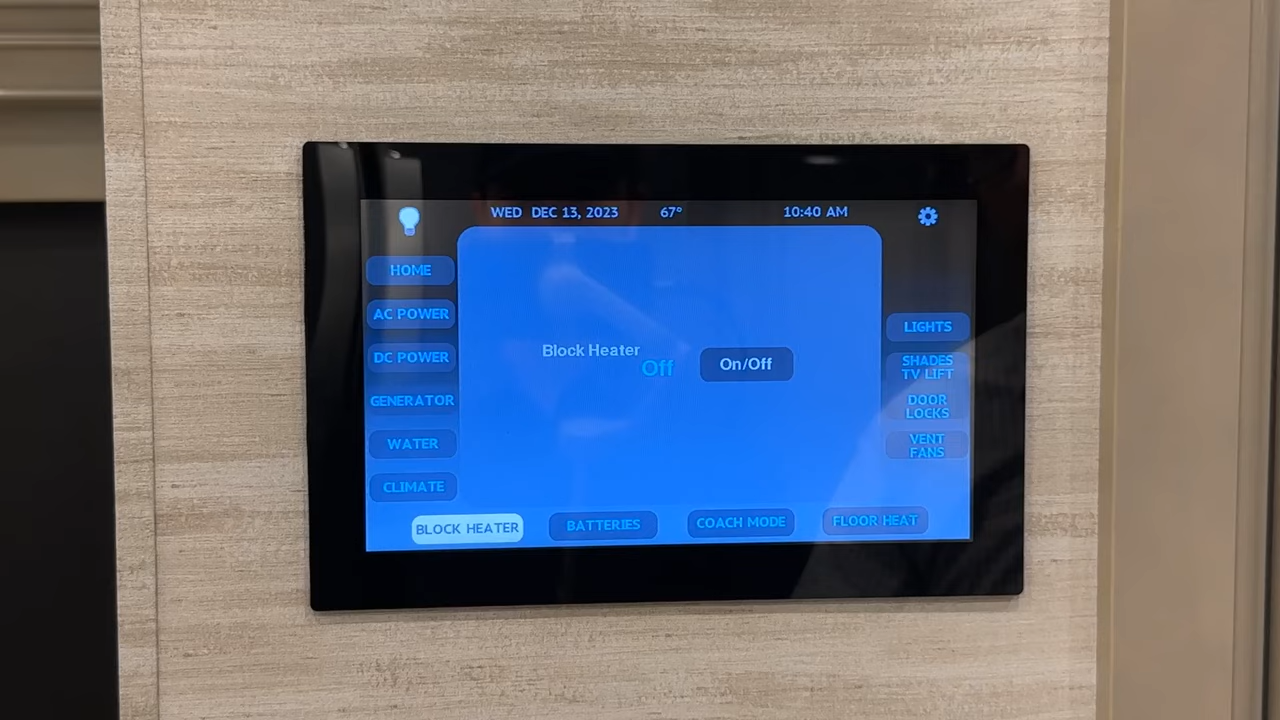 WED DEC 13, 2023 67° 10:40 AM
HOME
AC POWER
DC POWER
GENERATOR
WATER
CLIMATE
Block Heater
Off
On/Off
LIGHTS
SHADES
TV LIFT
DOOR
LOCKS
VENT
FANS
BLOCK HEATER
BATTERIES
COACH MODE
FLOOR HEAT